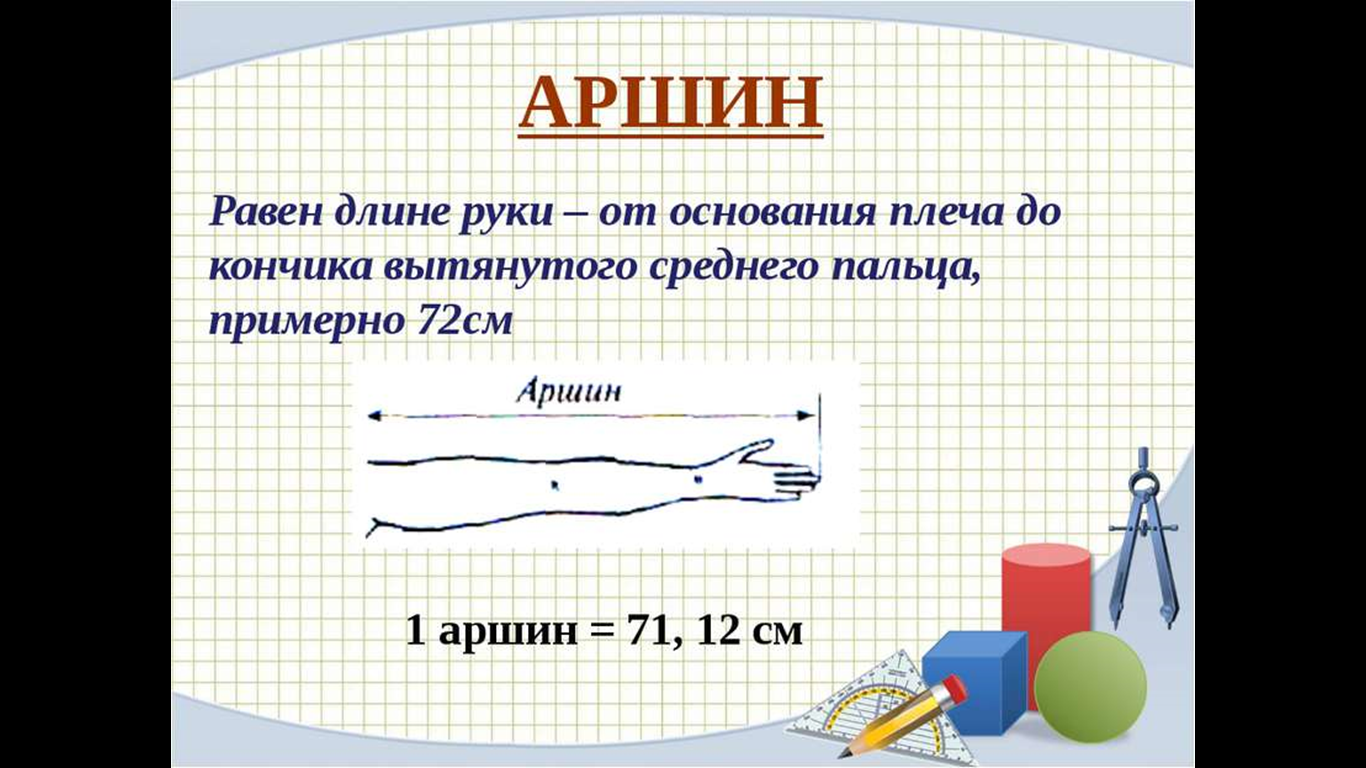 АРШИН
Равен длине руки – от основания плеча до
кончика вытянутого среднего пальца,
примерно 72см
Аршин
1 аршин = 71, 12 см